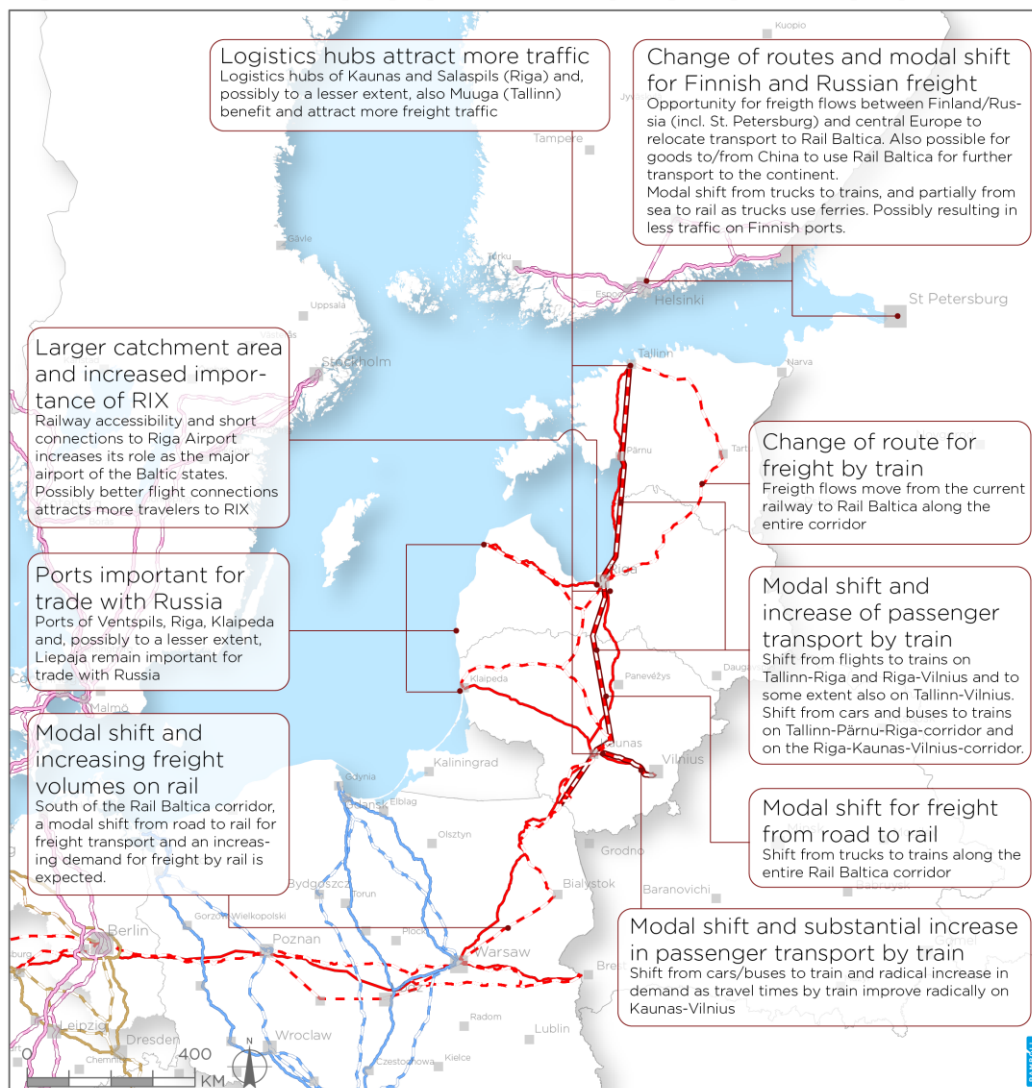 Logistics hubs attract more traffic
Logistics hubs of Kaunas and Salaspils (Riga) and,
possibly to a lesser extent, also Muuga (Tallinn)
benefit and attract more freight traffic
Change of routes and modal shift
for Finnish and Russian freight
Opportunity for freigth flows between Finland/Rus-
sia (incl. St. Petersburg) and central Europe to
relocate transport to Rail Baltica. Also possible for
goods to/from China to use Rail Baltica for further
transport to the continent.
Modal shift from trucks to trains, and partially from
sea to rail as trucks use ferries. Possibly resulting in
less traffic on Finnish ports.
Kuopio
Tampere
Gävle
Turku
Espoo
Helsinki
St Petersburg
Uppsala
Stockholm
Tallinn
Narva
Larger catchment area
and increased impor-
tance of RIX
Railway accessibility and short
connections to Riga Airport
increases its role as the major
airport of the Baltic states.
Possibly better flight connections
attracts more travelers to RIX
Pärnu
Tartu
Change of route for
freight by train
Freigth flows move from the current
railway to Rail Baltica along the
entire corridor
Riga
Ports important for
trade with Russia
Ports of Ventspils, Riga, Klaipeda
and, possibly to a lesser extent,
Liepaja remain important for
trade with Russia
Modal shift and
increase of passenger
transport by train
Shift from flights to trains on
Tallinn-Riga and Riga-Vilnius and to
some extent also on Tallinn-Vilnius.
Shift from cars and buses to trains
on Tallinn-Pärnu-Riga-corridor and
on the Riga-Kaunas-Vilnius-corridor.
Klaipeda
Panevėžys
Malmö
Modal shift and
increasing freight
volumes on rail
South of the Rail Baltica corridor,
a modal shift from road to rail for
freight transport and an increas-
ing demand for freight by rail is
expected.
Kaunas
Vilnius
Kaliningrad
Gdynia
Gdansk
Elblag
Olsztyn
Grodno
Modal shift for freight
from road to rail
Shift from trucks to trains along the
entire Rail Baltica corridor
Bydgoszcz
Torun
Bialystok
Baranovichi
Gorzów Wielkopolski
Plock
Berlin
Poznan
Warsaw
Brest
Modal shift and substantial increase
in passenger transport by train
Shift from cars/buses to train and radical increase in
demand as travel times by train improve radically on
Kaunas-Vilnius
Radom
Lublin
Leipzig
Dresden
Wroclaw
Kielce
Czestochowa
N
0 400
KM